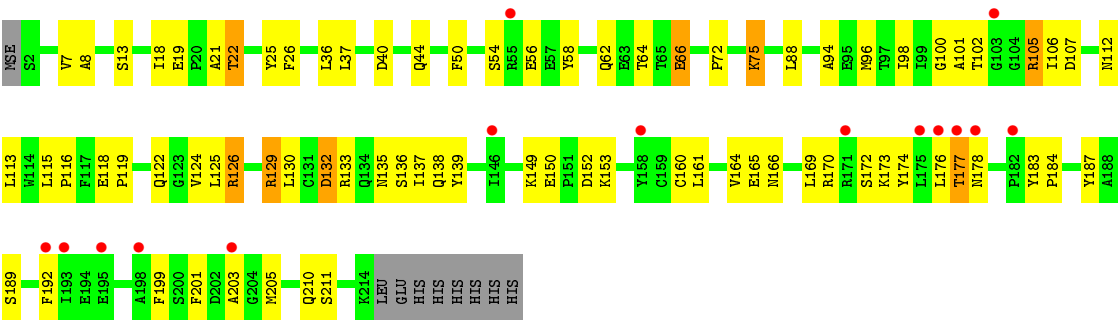 MSE S2 V7 A8 S13 I18 E19 P20 A21 T22 Y25 F26 L36 L37 D40 Q44 F50 S54 R55 E56 E57 Y58 Q62 E63 T64 T65 E66 P72 K75 L88 A94 E95 M96 T97 I98 I99 G100 A101 T102 G103 G104 R105 I106 D107 N112
L113 W114 L115 P116 F117 E118 P119 Q122 G123 V124 L125 R126 R129 L130 C131 D132 R133 Q134 N135 S136 I137 Q138 Y139 I146 K149 E150 P151 D152 K153 Y158 C159 C160 L161 V164 E165 N166 L169 R170 R171 S172 K173 Y174 L175 L176 T177 N178 P182 Y183 P184 Y187 A188
S189 F192 I193 E194 E195 A198 F199 S200 F201 D202 A203 G204 M205 Q210 S211 K214 LEU GLU HIS HIS HIS HIS HIS HIS